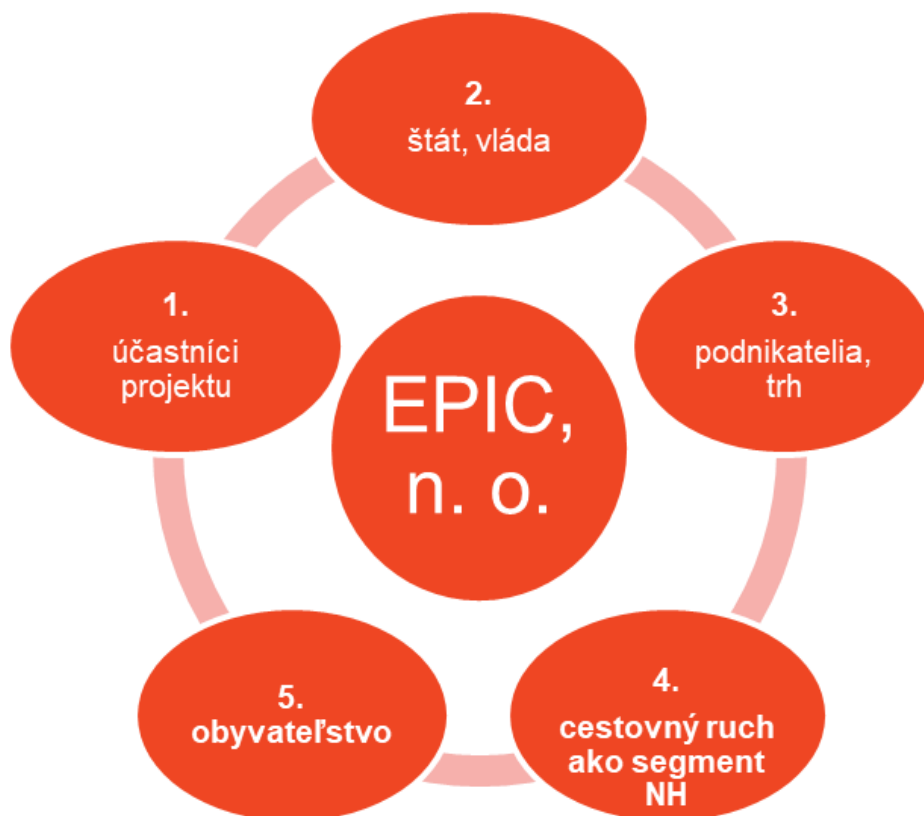 1.
účastníci
projektu
2.
štát, vláda
3.
podnikatelia,
trh
4.
cestovný ruch
ako segment
NH
5.
obyvateľstvo
EPIC,
n. o.